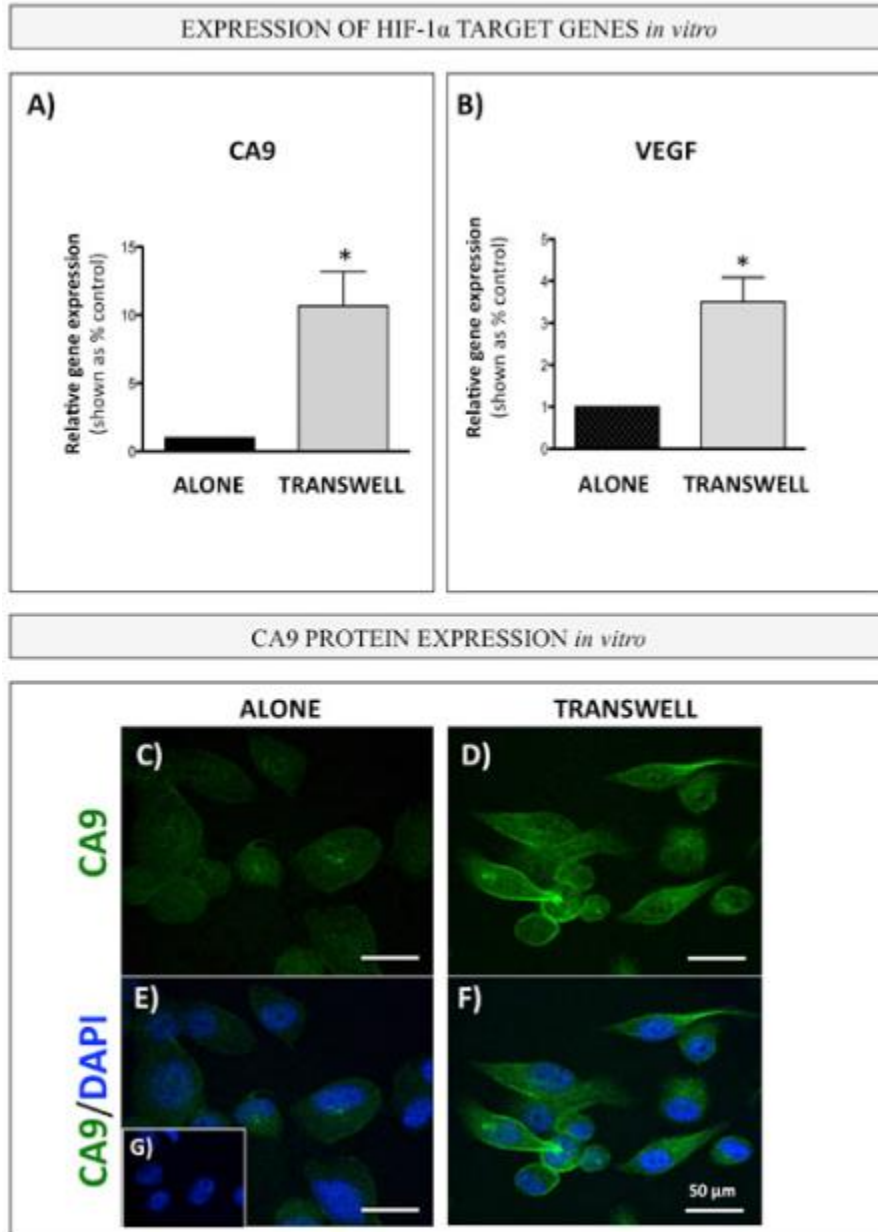 EXPRESSION OF HIF-1α TARGET GENES in vitro
A)
CA9
Relative gene expression
(shown as % control)
15
10
5
0
*
ALONE
TRANSWELL
B)
VEGF
Relative gene expression
(shown as % control)
5
4
3
2
1
0
*
ALONE
TRANSWELL
CA9 PROTEIN EXPRESSION in vitro
ALONE
TRANSWELL
CA9
C)
D)
CA9/DAPI
E)
F)
G)
50 μm